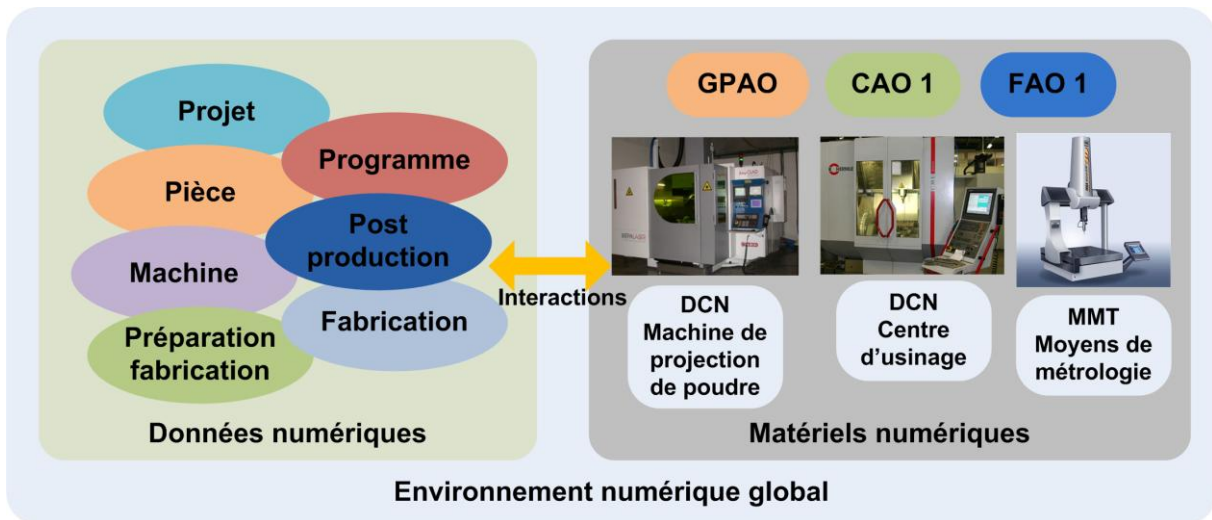 Projet
Programme
Pièce
Post
production
Machine
Fabrication
Préparation
fabrication
Données numériques
Interactions
GPAO
CAO 1
FAO 1
DCN
Machine de
projection
de poudre
DCN
Centre
d’usinage
MMT
Moyens de
métrologie
Matériels numériques
Environnement numérique global